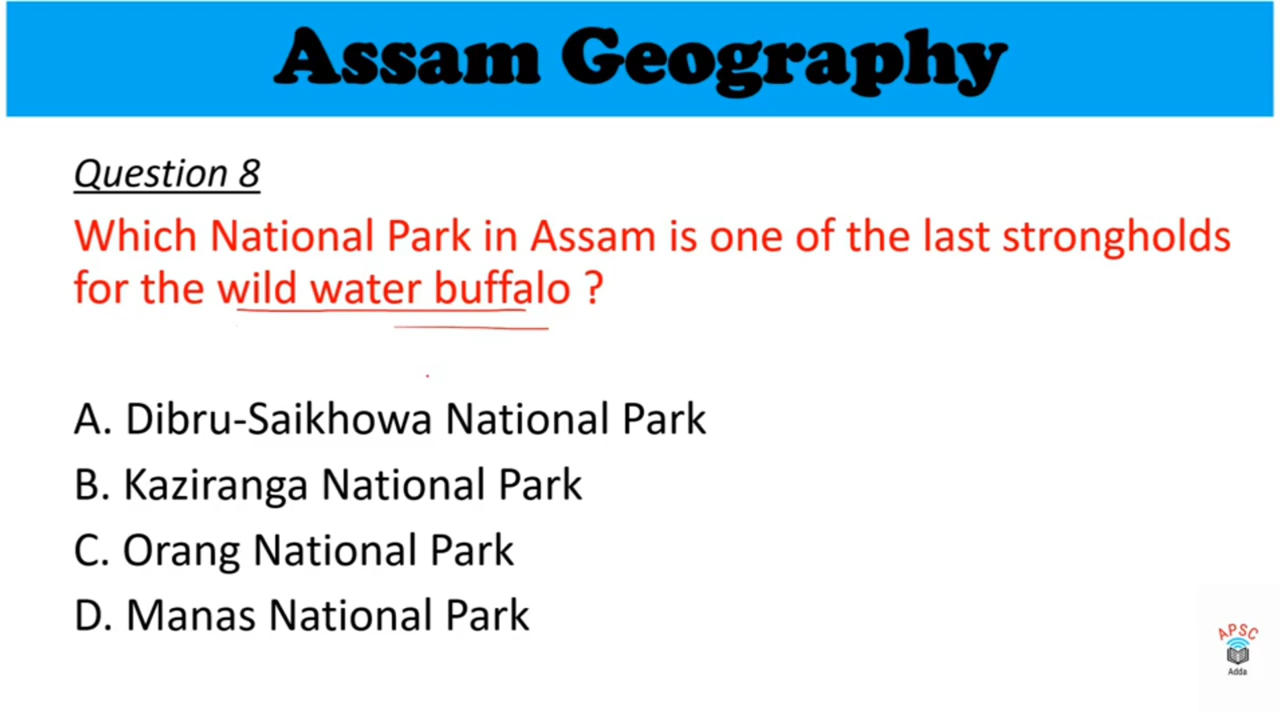 Assam Geography
Question 8
Which National Park in Assam is one of the last strongholds
for the wild water buffalo ?
A. Dibru-Saikhowa National Park
B. Kaziranga National Park
C. Orang National Park
D. Manas National Park
APSC
Adda